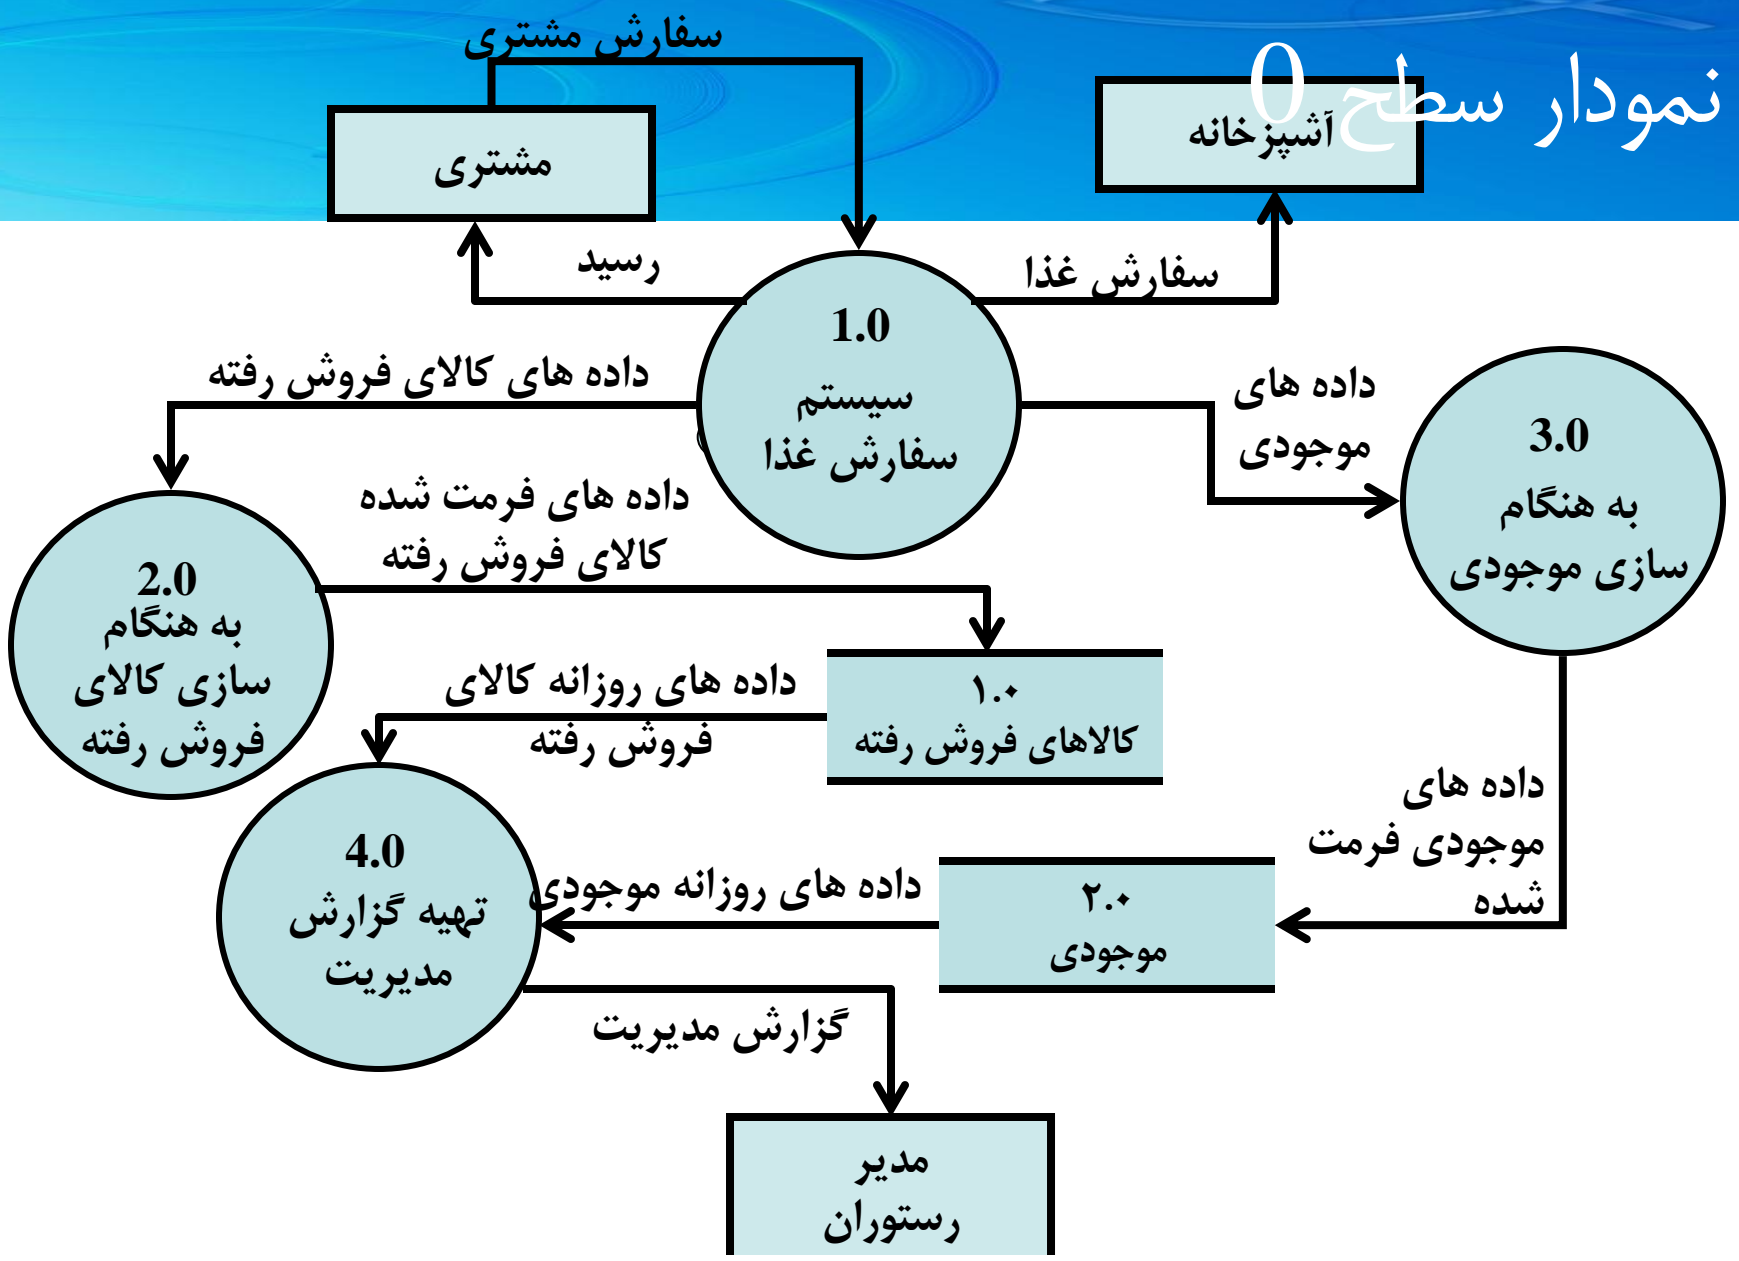 نمودار سطح 0
سفارش مشتری
مشتری
آشپزخانه
رسید
سفارش غذا
1.0
سیستم
سفارش غذا
داده های کالای فروش رفته
داده های
موجودی
3.0
به هنگام
سازی موجودی
داده های فرمت شده
کالای فروش رفته
2.0
به هنگام
سازی کالای
فروش رفته
داده های روزانه کالای
فروش رفته
۱.۰
کالاهای فروش رفته
داده های
موجودی فرمت
شده
4.0
تهیه گزارش
مدیریت
داده های روزانه موجودی
۲.۰
موجودی
گزارش مدیریت
مدیر
رستوران